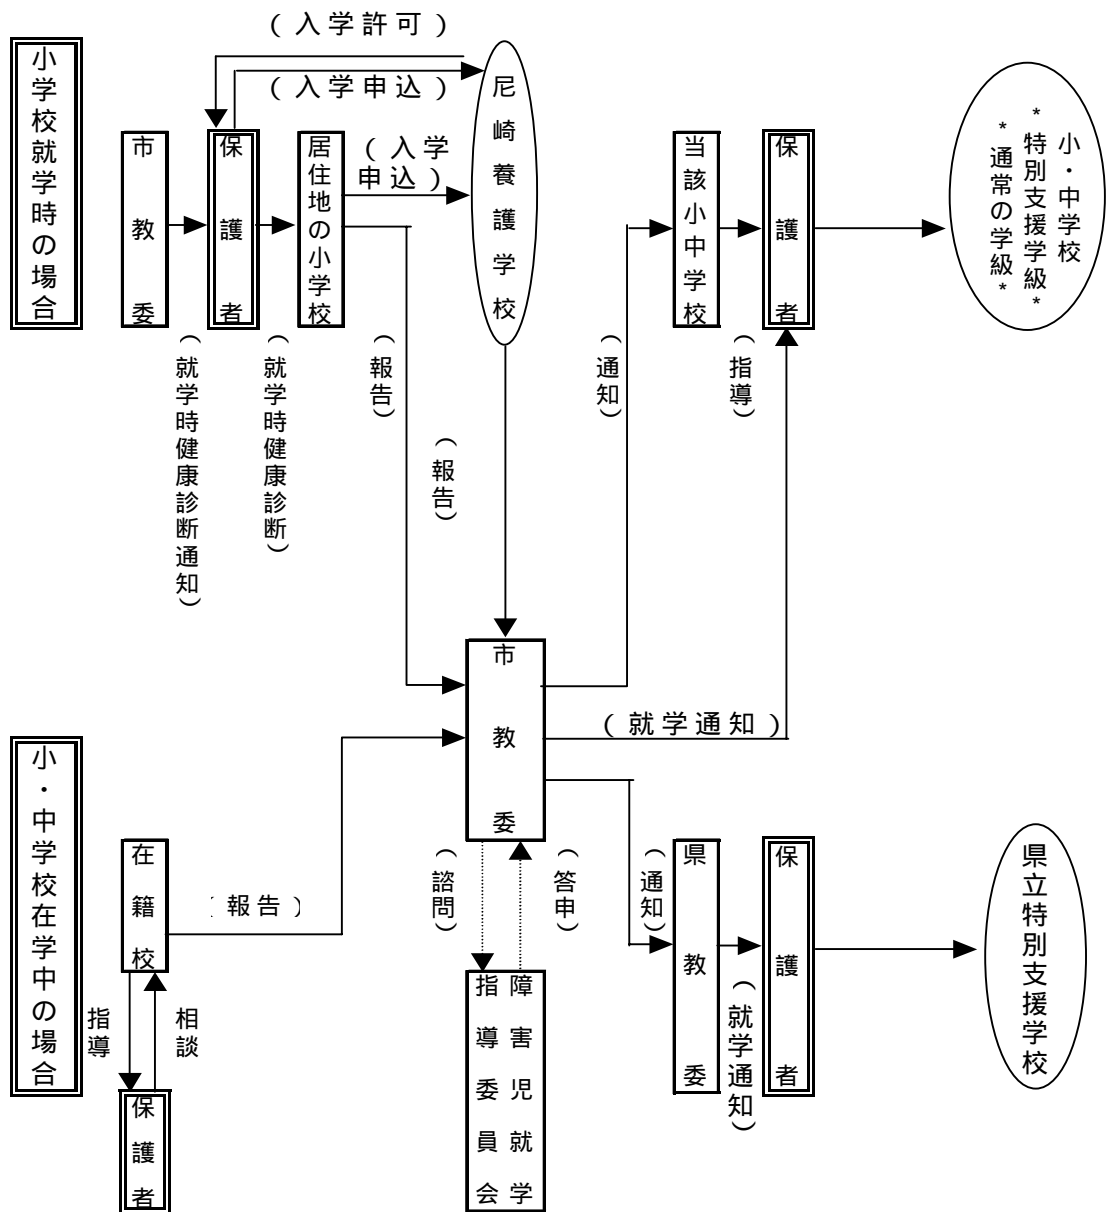 小学校就学時の場合
(入学許可)
(入学申込)
市教委
保護者
居住地の小学校
(入学
申込)
尼崎養護学校
当該小中学校
保護者
小・中学校
*特別支援学級*
*通常の学級*
(就学時健康診断通知)
(就学時健康診断)
(報告)
(報告)
(通知)
(指導)
市教委
(就学通知)
小・中学校在学中の場合
在籍校
(報告)
(諮問)
(答申)
(通知)
県教委
保護者
県立特別支援学校
(就学通知)
指導
相談
保護者
障害児就学
指導委員会